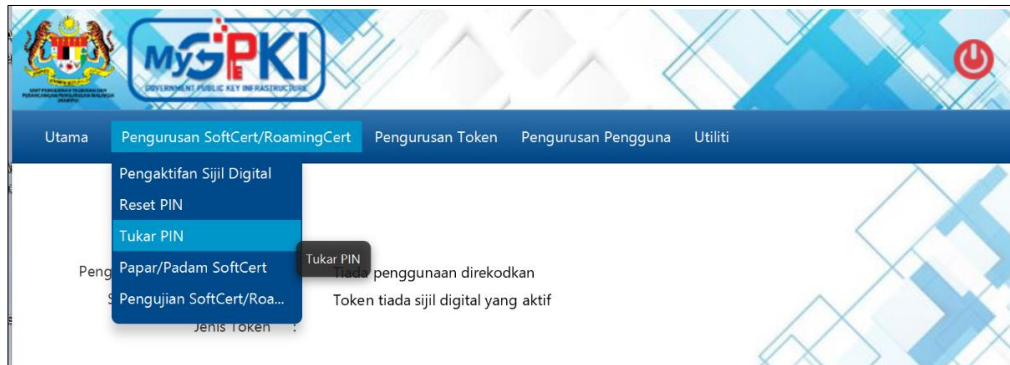 MyGPKI
GOVERNMENT PUBLIC KEY INFRASTRUCTURE
Utama Pengurusan SoftCert/RoamingCert Pengurusan Token Pengurusan Pengguna Utiliti
Pengaktifan Sijil Digital
Reset PIN
Tukar PIN
Tukar PIN
Peng Papar/Padam SoftCert Tiada penggunaan direkodkan
S Pengujian SoftCert/Roa... Token tiada sijil digital yang aktif
Jenis Token :